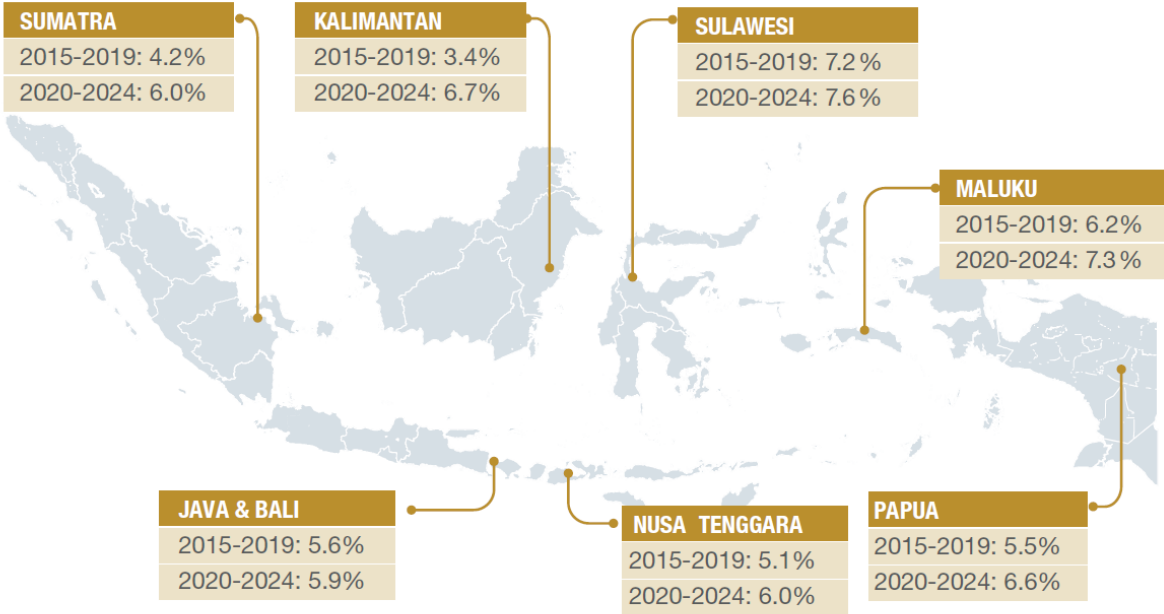 SUMATRA
2015-2019: 4.2%
2020-2024: 6.0%
KALIMANTAN
2015-2019: 3.4%
2020-2024: 6.7%
SULAWESI
2015-2019: 7.2%
2020-2024: 7.6%
MALUKU
2015-2019: 6.2%
2020-2024: 7.3%
JAVA & BALI
2015-2019: 5.6%
2020-2024: 5.9%
NUSA TENGGARA
2015-2019: 5.1%
2020-2024: 6.0%
PAPUA
2015-2019: 5.5%
2020-2024: 6.6%